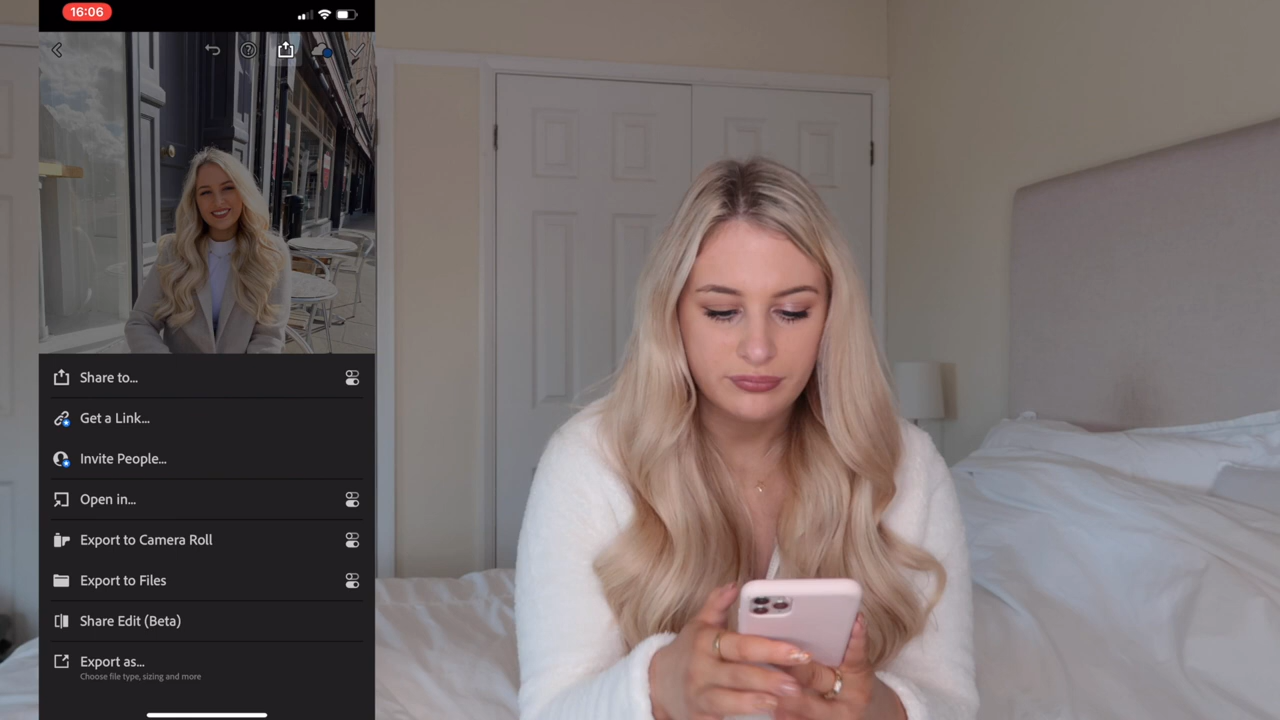 16:06
Share to...
Get a Link...
Invite People...
Open in...
Export to Camera Roll
Export to Files
Share Edit (Beta)
Export as...
Choose file type, sizing and more